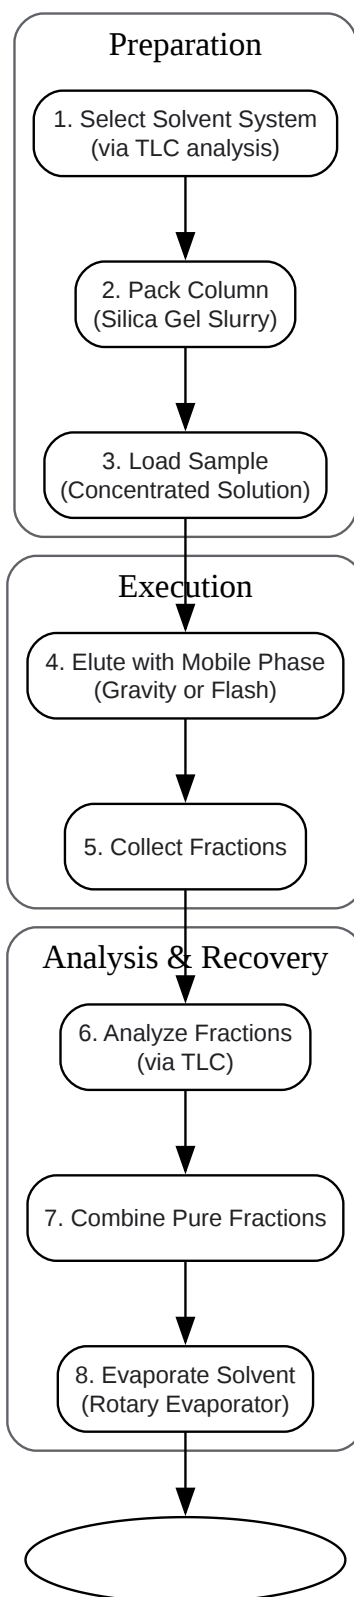 Preparation
1. Select Solvent System
(via TLC analysis)
2. Pack Column
(Silica Gel Slurry)
3. Load Sample
(Concentrated Solution)
Execution
4. Elute with Mobile Phase
(Gravity or Flash)
5. Collect Fractions
Analysis & Recovery
6. Analyze Fractions
(via TLC)
7. Combine Pure Fractions
8. Evaporate Solvent
(Rotary Evaporator)